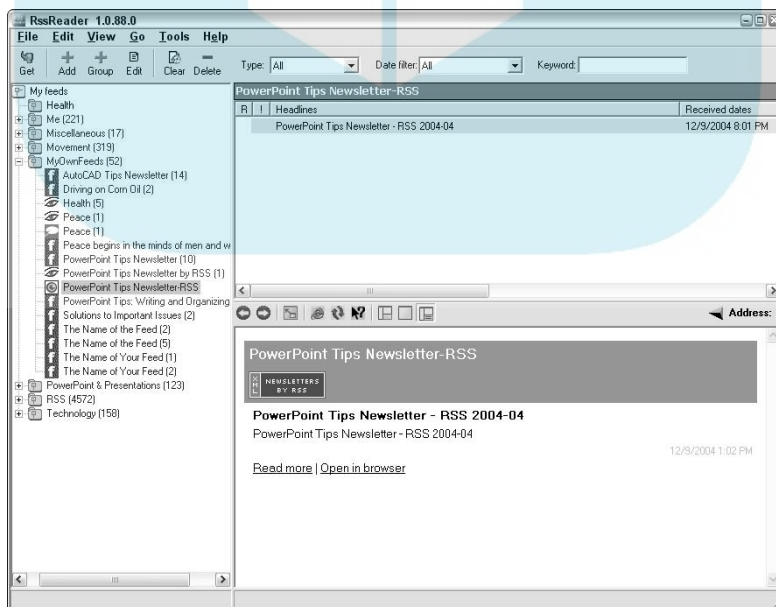 RssReader 1.0.88.0
File Edit View Go Tools Help
Get Add Group Edit Clear Delete Type: All Date filter: All Keyword:
My feeds
Health
Me (221)
Miscellaneous (17)
Movement (319)
MyOwnFeeds (52)
AutoCAD Tips Newsletter (14)
Driving on Corn Oil (2)
Health (5)
Peace (1)
Peace (1)
Peace begins in the minds of men and w
PowerPoint Tips Newsletter (10)
PowerPoint Tips Newsletter by RSS (1)
PowerPoint Tips Newsletter-RSS
PowerPoint Tips: Writing and Organizing
Solutions to Important Issues (2)
The Name of the Feed (2)
The Name of the Feed (5)
The Name of Your Feed (1)
The Name of Your Feed (2)
PowerPoint & Presentations (123)
RSS (4572)
Technology (158)
PowerPoint Tips Newsletter-RSS
R ! Headlines Received dates
PowerPoint Tips Newsletter - RSS 2004-04 12/9/2004 8:01 PM
Address:
PowerPoint Tips Newsletter-RSS
XML NEWSLETTERS
BY RSS
PowerPoint Tips Newsletter - RSS 2004-04
PowerPoint Tips Newsletter - RSS 2004-04
12/9/2004 1:02 PM
Read more | Open in browser